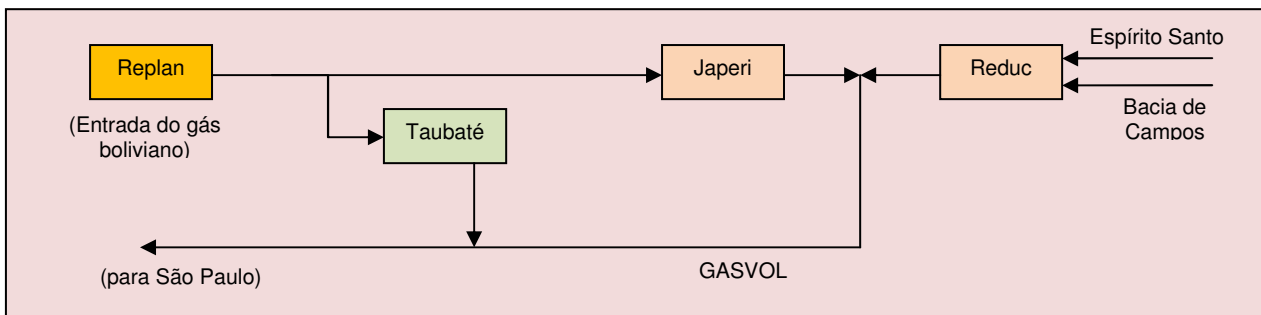 Replan
(Entrada do gás
boliviano)
Taubaté
Japeri
Reduc
Espírito Santo
Bacia de
Campos
(para São Paulo)
GASVOL